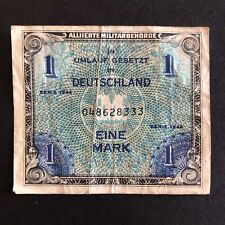 ALLIIERTE MILITÄRBEHÖRDE
1 IN 1
UMLAUF GESETZT
IN
DEUTSCHLAND
SERIE 1944
048628333
EINE
MARK
SERIE 1944
1 1